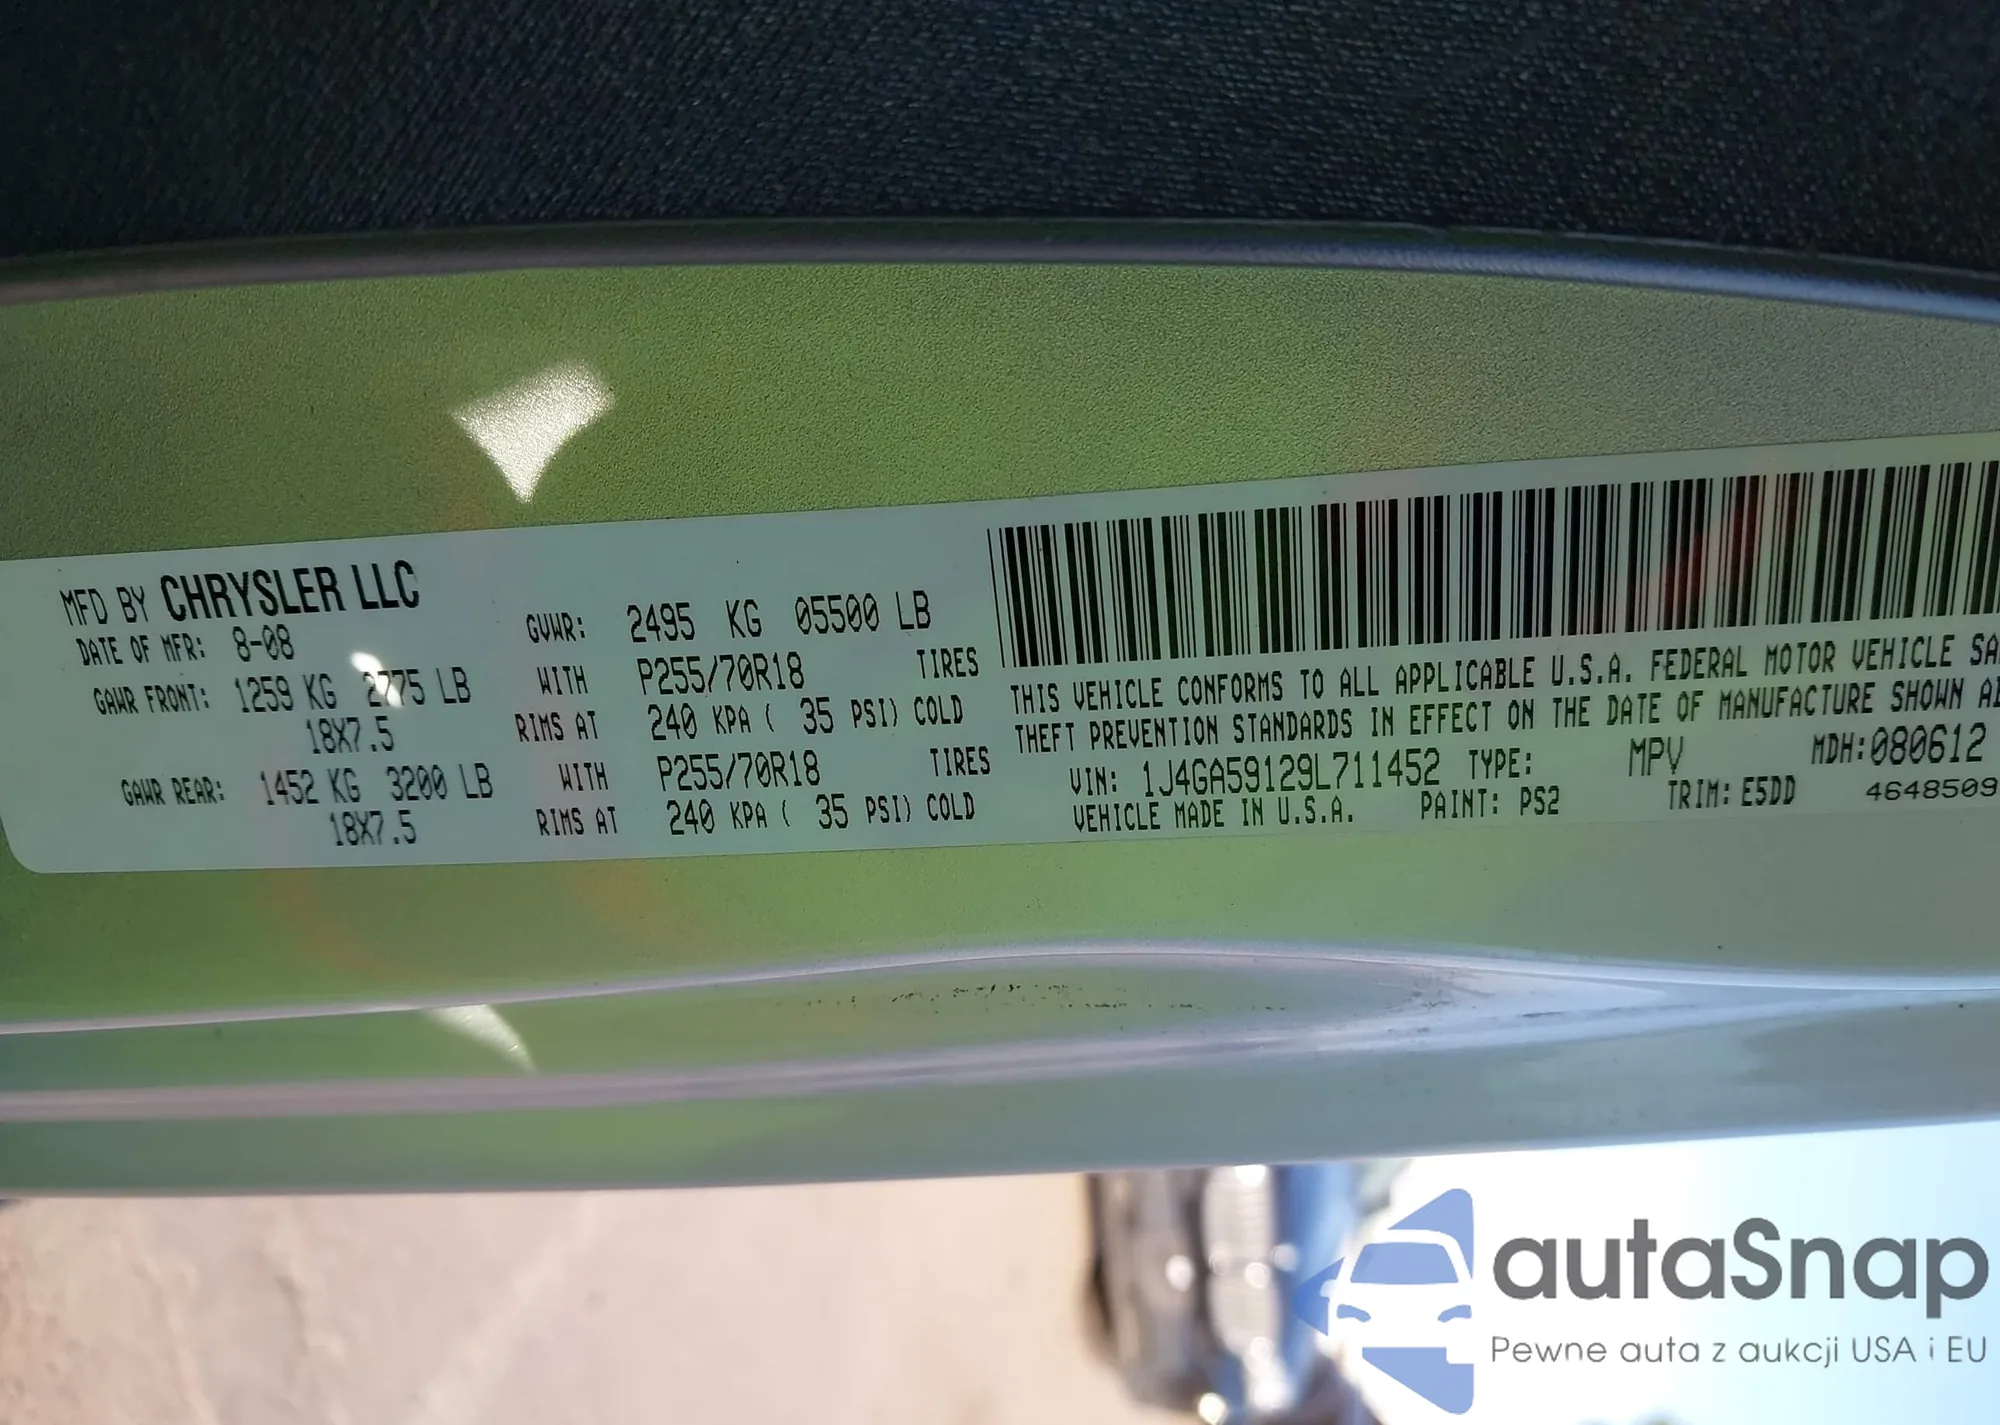 MFD BY CHRYSLER LLC
DATE OF MFR: 8-08
GVWR: 2495 KG 05500 LB
GAWR FRONT: 1259 KG 2775 LB WITH P255/70R18 TIRES
18X7.5 RIMS AT 240 KPA ( 35 PSI) COLD
GAWR REAR: 1452 KG 3200 LB WITH P255/70R18 TIRES
18X7.5 RIMS AT 240 KPA ( 35 PSI) COLD
THIS VEHICLE CONFORMS TO ALL APPLICABLE U.S.A. FEDERAL MOTOR VEHICLE
THEFT PREVENTION STANDARDS IN EFFECT ON THE DATE OF MANUFACTURE SHOWN
VIN: 1J4GA59129L711452 TYPE: MPV MDH:080612
VEHICLE MADE IN U.S.A. PAINT: PS2 TRIM: E5DD 4648509
autaSnap
Pewne auta z aukcji USA i EU